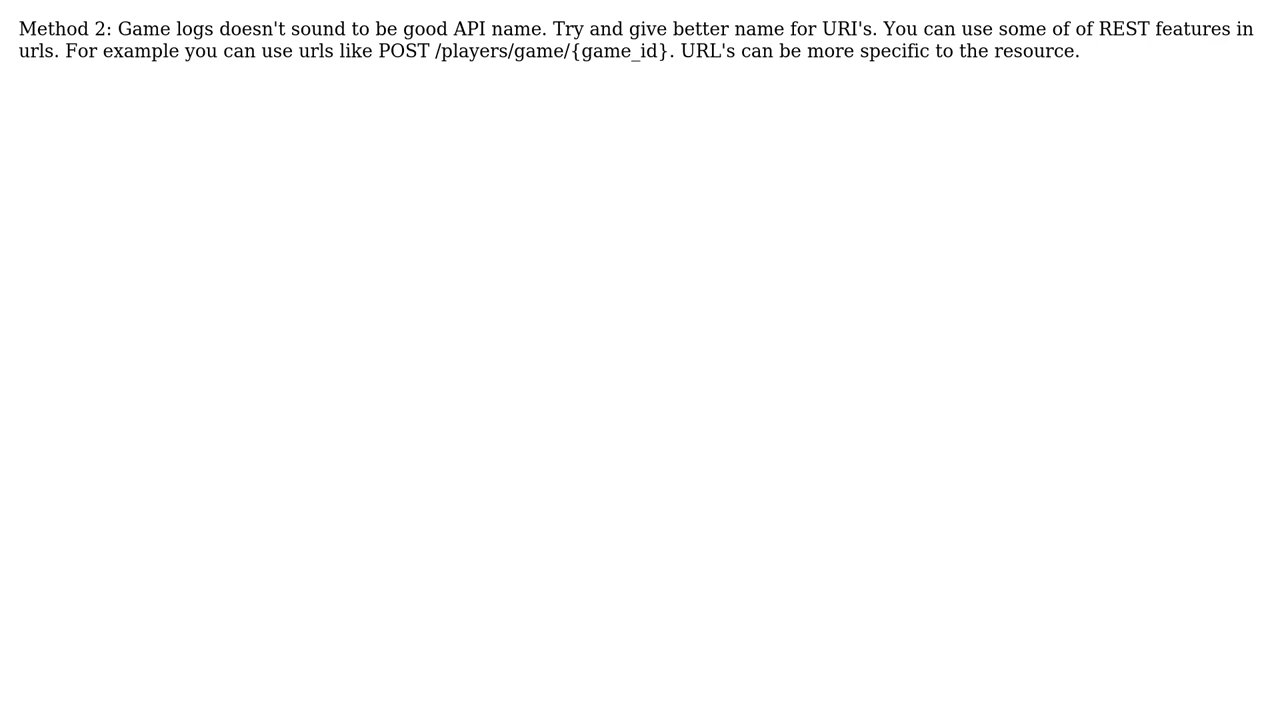 Method 2: Game logs doesn't sound to be good API name. Try and give better name for URI's. You can use some of of REST features in
urls. For example you can use urls like POST /players/game/{game_id}. URL's can be more specific to the resource.